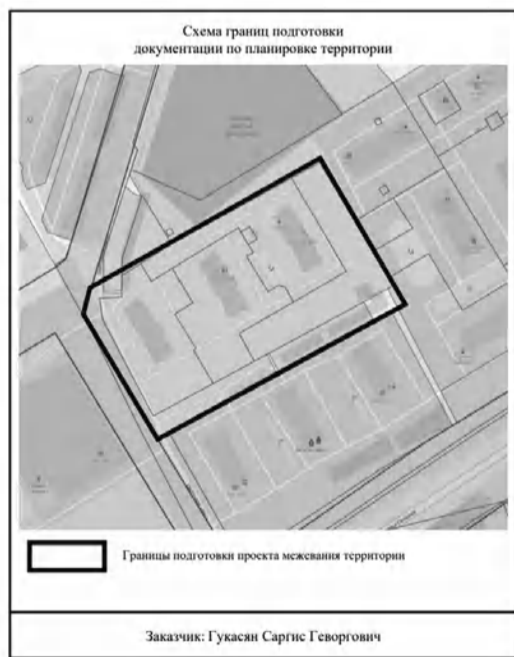 Схема границ подготовки
документации по планировке территории
Границы подготовки проекта межевания территории
Заказчик: Гукасян Саргис Геворгович